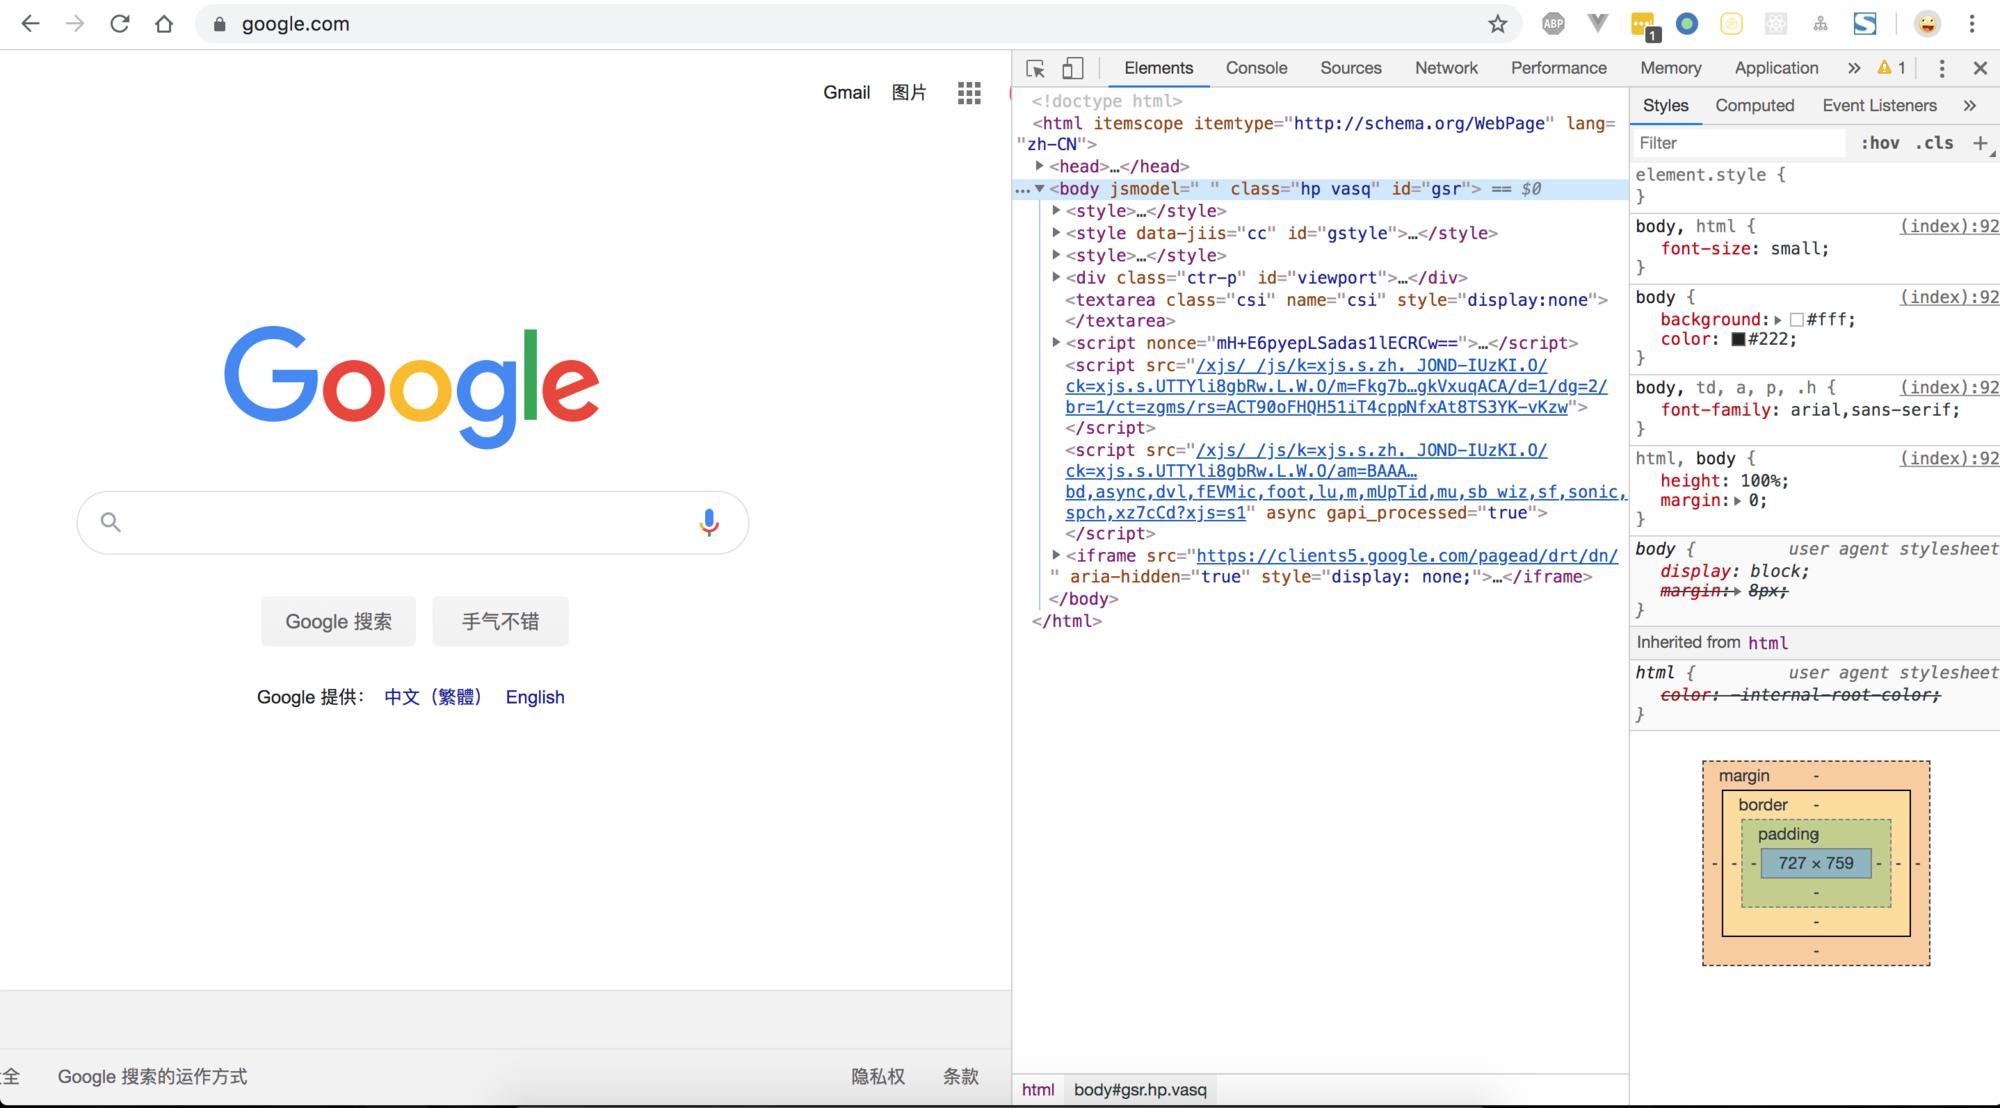 google.com
ABP
1
Gmail 图片
Google
Google 搜索 手气不错
Google 提供： 中文（繁體） English
全 Google 搜索的运作方式 隐私权 条款
Elements Console Sources Network Performance Memory Application » 1
<!doctype html>
<html itemscope itemtype="http://schema.org/WebPage" lang=
"zh-CN">
<head>…</head>
… <body jsmodel=" " class="hp vasq" id="gsr"> == $0
<style>…</style>
<style data-jiis="cc" id="gstyle">…</style>
<style>…</style>
<div class="ctr-p" id="viewport">…</div>
<textarea class="csi" name="csi" style="display:none">
</textarea>
<script nonce="mH+E6pyepLSadas1lECRCw==">…</script>
<script src="/xjs/_/js/k=xjs.s.zh._JOND-IUzKI.O/
ck=xjs.s.UTTYli8gbRw.L.W.O/m=Fkg7b…gkVxuqACA/d=1/dg=2/
br=1/ct=zgms/rs=ACT90oFHQH51iT4cppNfxAt8TS3YK-vKzw">
</script>
<script src="/xjs/_/js/k=xjs.s.zh._JOND-IUzKI.O/
ck=xjs.s.UTTYli8gbRw.L.W.O/am=BAAA…
bd,async,dvl,fEVMic,foot,lu,m,mUpTid,mu,sb_wiz,sf,sonic,
spch,xz7cCd?xjs=s1" async gapi_processed="true">
</script>
<iframe src="https://clients5.google.com/pagead/drt/dn/
" aria-hidden="true" style="display: none;">…</iframe>
</body>
</html>
html body#gsr.hp.vasq
Styles Computed Event Listeners »
Filter :hov .cls +
element.style {
}
body, html { (index):92
font-size: small;
}
body { (index):92
background: #fff;
color: #222;
}
body, td, a, p, .h { (index):92
font-family: arial,sans-serif;
}
html, body { (index):92
height: 100%;
margin: 0;
}
body { user agent stylesheet
display: block;
margin: 8px;
}
Inherited from html
html { user agent stylesheet
color: -internal-root-color;
}
margin -
border -
padding -
- - - 727 × 759 - - -
-
-
-